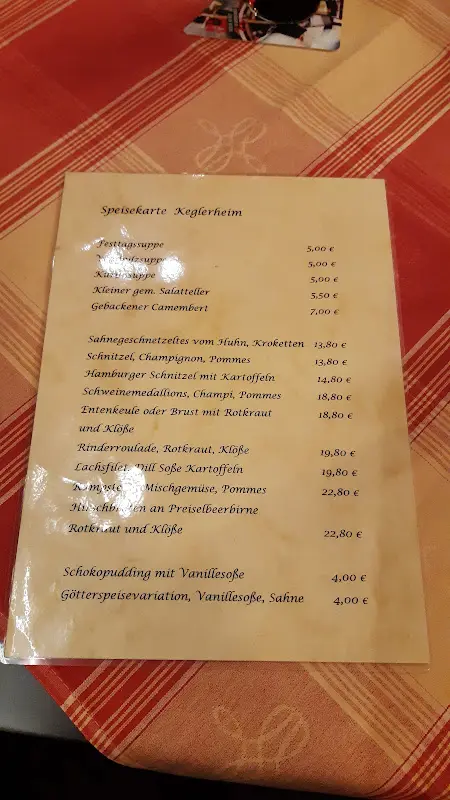 Speisekarte Keglerheim
Festtagssuppe 5,00 €
5,00 €
5,00 €
Kleiner gem. Salatteller 5,50 €
Gebackener Camembert 7,00 €
Sahnegeschnetzeltes vom Huhn, Kroketten 13,80 €
Schnitzel, Champignon, Pommes 13,80 €
Hamburger Schnitzel mit Kartoffeln 14,80 €
Schweinemedallions, Champi, Pommes 18,80 €
Entenkeule oder Brust mit Rotkraut 18,80 €
und Klöße
Rinderroulade, Rotkraut, Klöße 19,80 €
Lachsfilet, Dill Soße Kartoffeln 19,80 €
Mischgemüse, Pommes 22,80 €
Hirschbraten an Preiselbeerbirne
Rotkraut und Klöße 22,80 €
Schokopudding mit Vanillesoße 4,00 €
Götterspeisevariation, Vanillesoße, Sahne 4,00 €